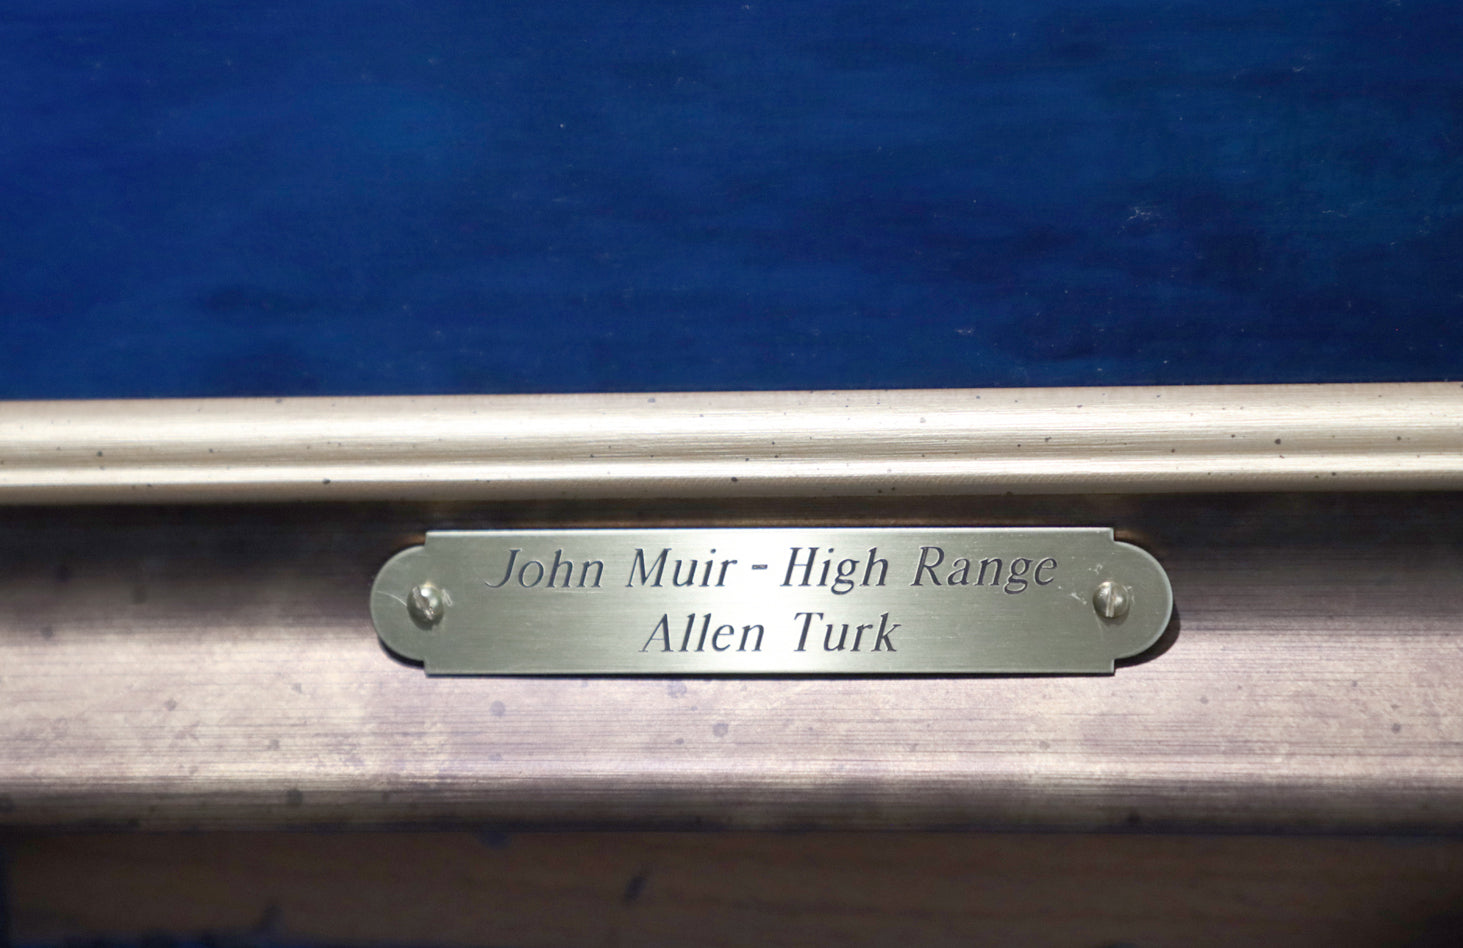 John Muir - High Range
Allen Turk